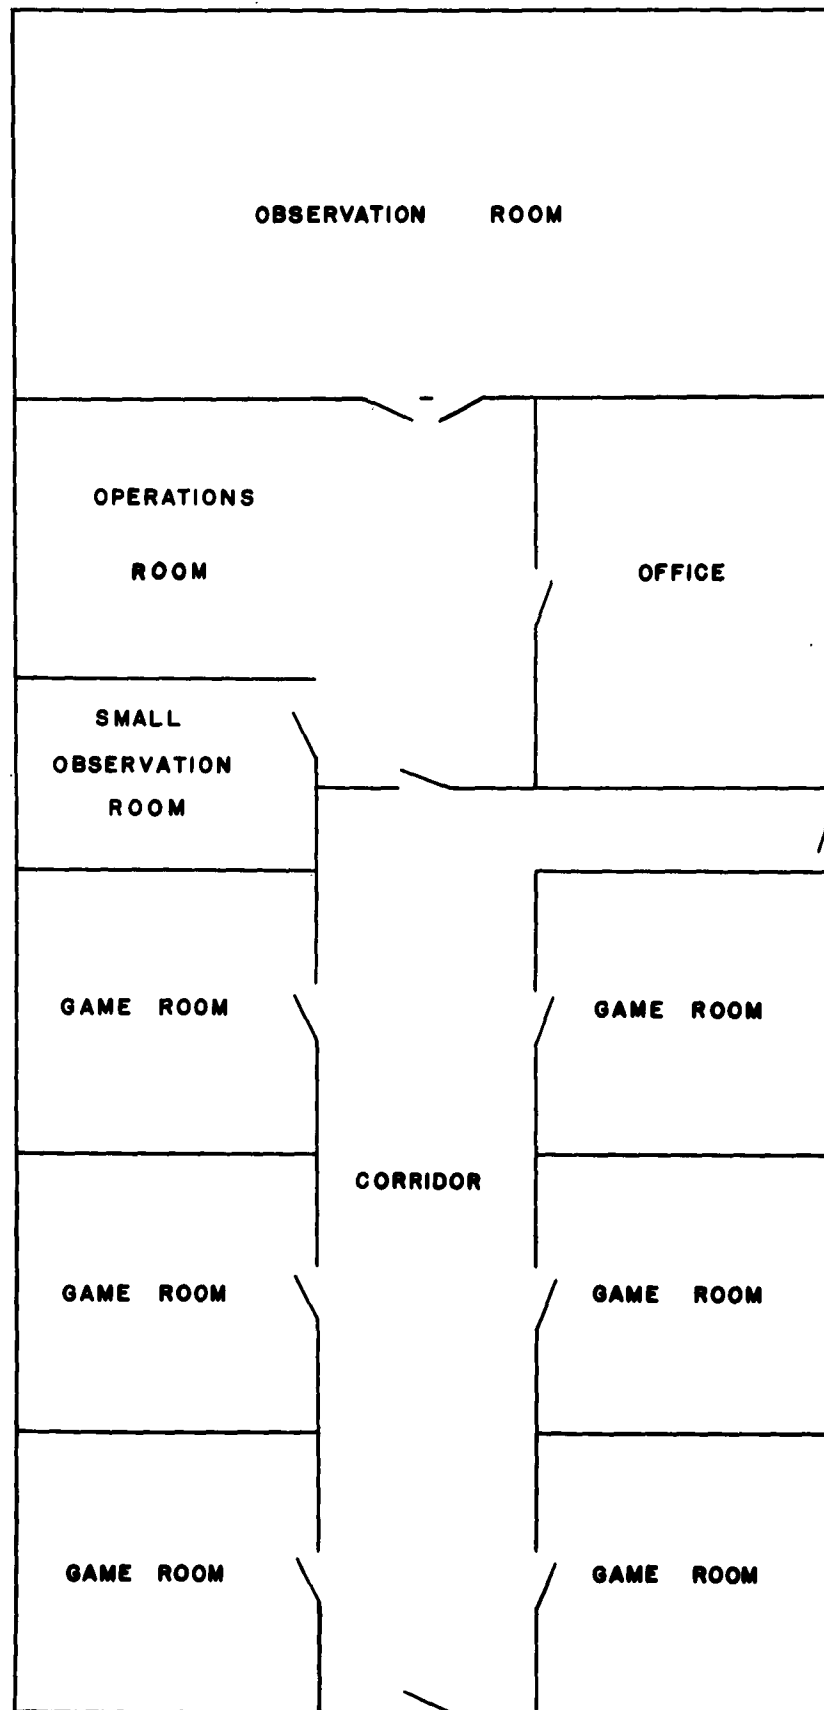 OBSERVATION ROOM
OPERATIONS
ROOM
OFFICE
SMALL
OBSERVATION
ROOM
GAME ROOM
GAME ROOM
CORRIDOR
GAME ROOM
GAME ROOM
GAME ROOM
GAME ROOM